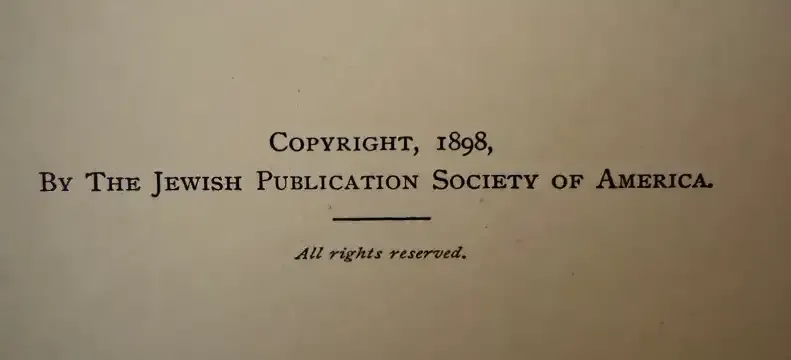 Copyright, 1898,
By The Jewish Publication Society of America.
All rights reserved.